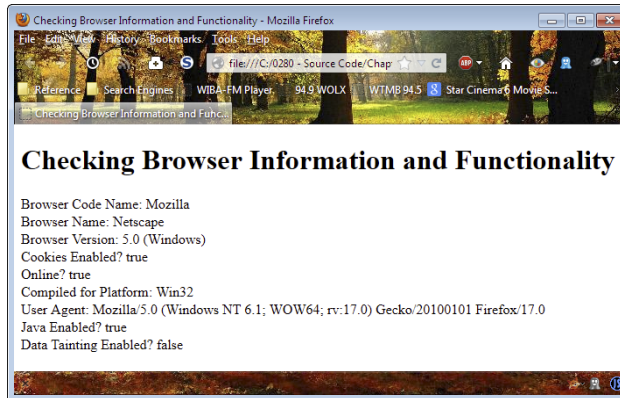 Checking Browser Information and Functionality - Mozilla Firefox
File Edit View History Bookmarks Tools Help
file:///C:/0280 - Source Code/Chap ABP
Reference Search Engines WIBA-FM Player. 94.9 WOLX WTMB 94.5 8 Star Cinema 6 Movie S...
Checking Browser Information and Func...
Checking Browser Information and Functionality
Browser Code Name: Mozilla
Browser Name: Netscape
Browser Version: 5.0 (Windows)
Cookies Enabled? true
Online? true
Compiled for Platform: Win32
User Agent: Mozilla/5.0 (Windows NT 6.1; WOW64; rv:17.0) Gecko/20100101 Firefox/17.0
Java Enabled? true
Data Tainting Enabled? false